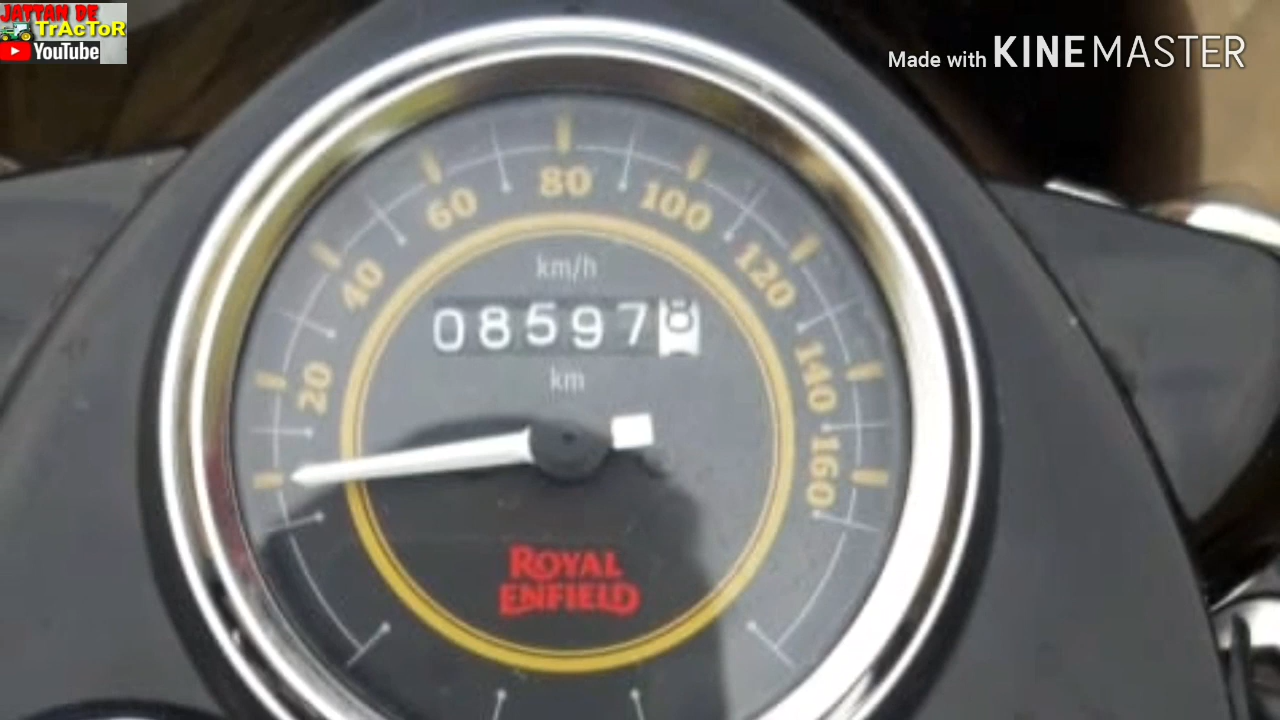 JATTAN DE
TrAcToR
YouTube
Made with KINEMASTER
20 40 60 80 100 120 140 160
km/h
08597
km
ROYAL
ENFIELD